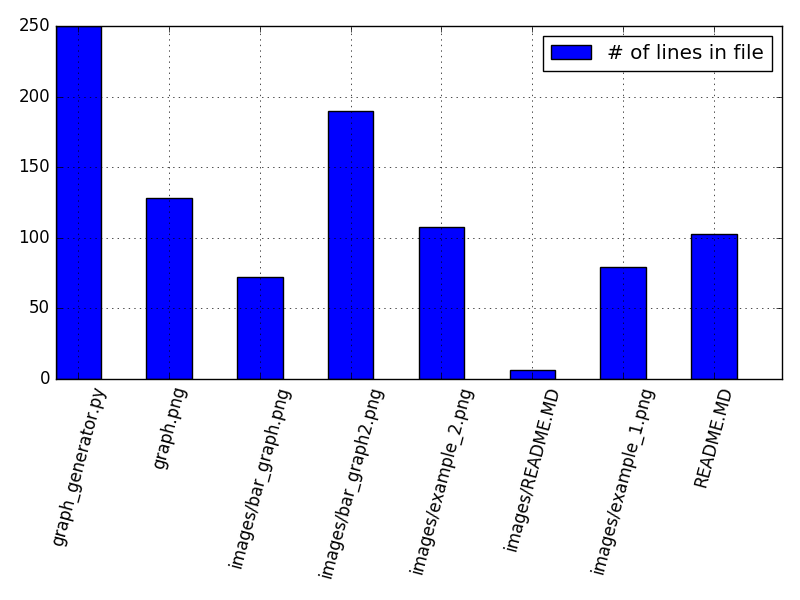 250
200
150
100
50
0
# of lines in file
graph_generator.py
graph.png
images/bar_graph.png
images/bar_graph2.png
images/example_2.png
images/README.MD
images/example_1.png
README.MD